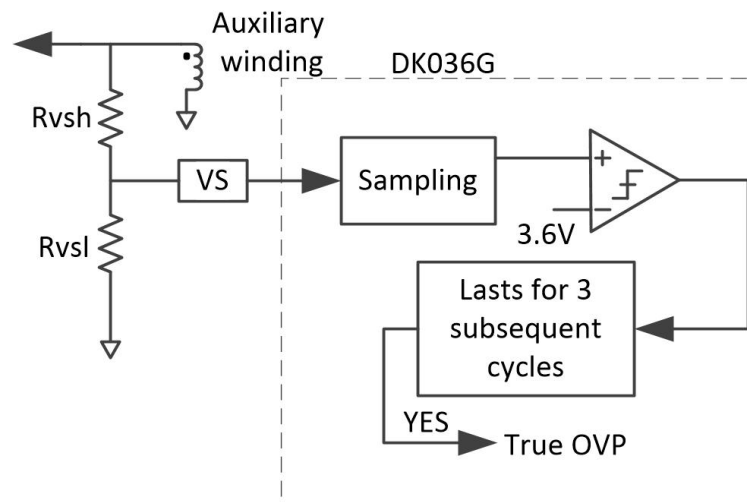 Auxiliary
winding
DK036G
Rvsh
VS
Sampling
+
−
3.6V
Rvsl
Lasts for 3
subsequent
cycles
YES
True OVP